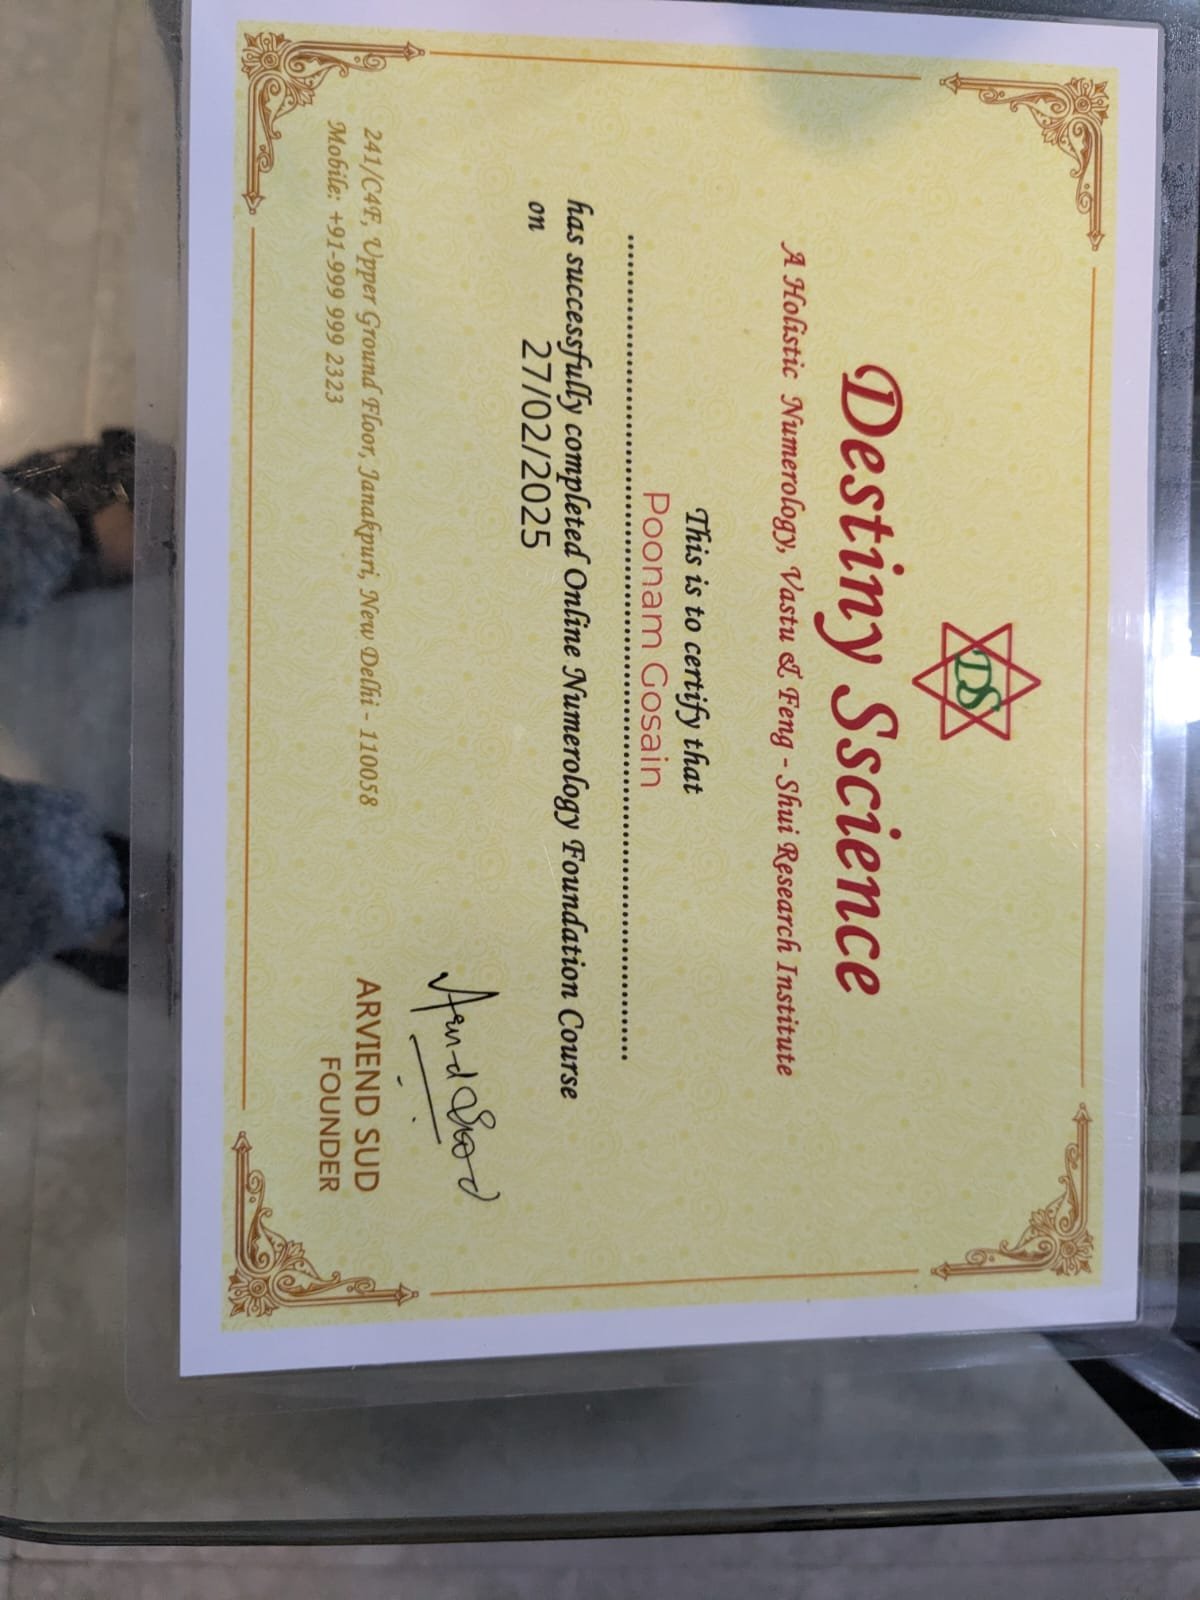 DS
Destiny Sscience
A Holistic Numerology, Vastu & Feng - Shui Research Institute
This is to certify that
Poonam Gosain
has successfully completed Online Numerology Foundation Course
on 27/02/2025
241/C4E, Upper Ground Floor, Janakpuri, New Delhi - 110058
Mobile: +91-999 999 2323
ARVIEND SUD
FOUNDER